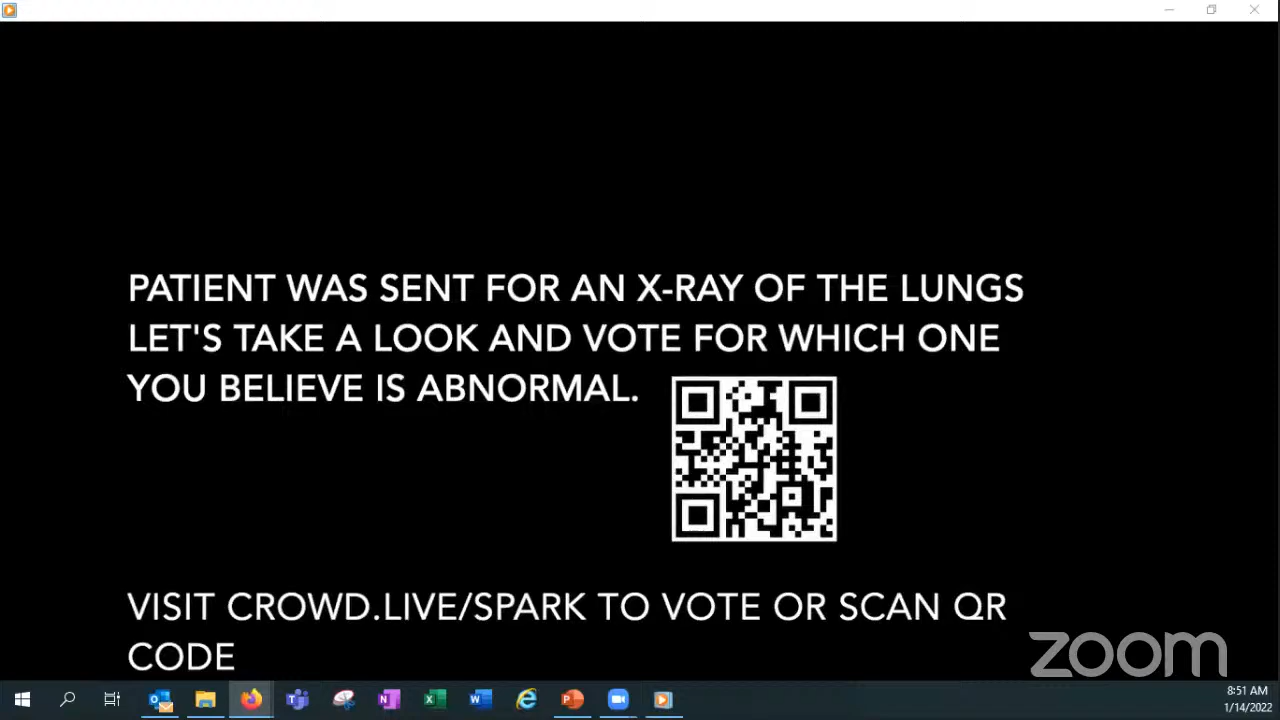 PATIENT WAS SENT FOR AN X-RAY OF THE LUNGS
LET'S TAKE A LOOK AND VOTE FOR WHICH ONE
YOU BELIEVE IS ABNORMAL.
VISIT CROWD.LIVE/SPARK TO VOTE OR SCAN QR
CODE
zoom
8:51 AM
1/14/2022